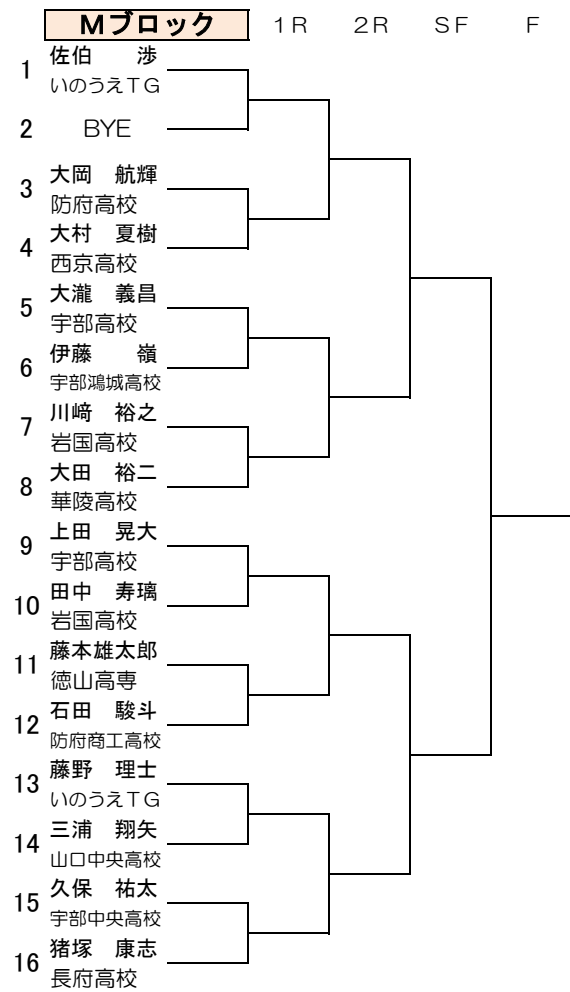 Mブロック 1R 2R SF F
1 佐伯　渉
いのうえTG
2 BYE
3 大岡　航輝
防府高校
4 大村　夏樹
西京高校
5 大瀧　義昌
宇部高校
6 伊藤　嶺
宇部鴻城高校
7 川﨑　裕之
岩国高校
8 大田　裕二
華陵高校
9 上田　晃大
宇部高校
10 田中　寿璃
岩国高校
11 藤本雄太郎
徳山高専
12 石田　駿斗
防府商工高校
13 藤野　理士
いのうえTG
14 三浦　翔矢
山口中央高校
15 久保　祐太
宇部中央高校
16 猪塚　康志
長府高校